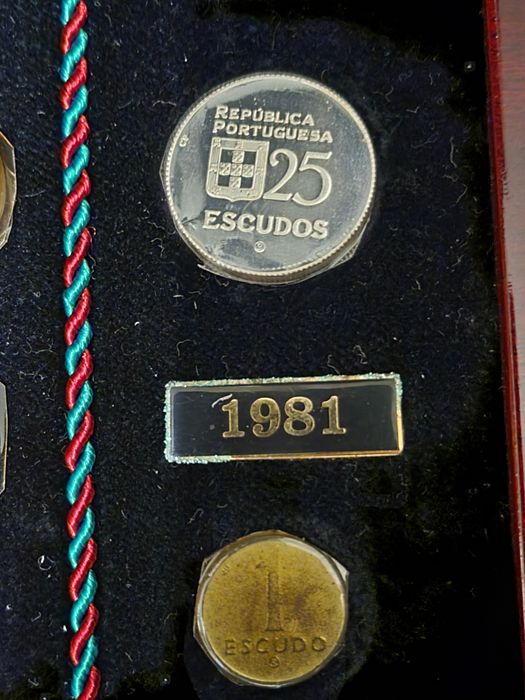 REPÚBLICA
PORTUGUESA
25
ESCUDOS
1981
1
ESCUDO